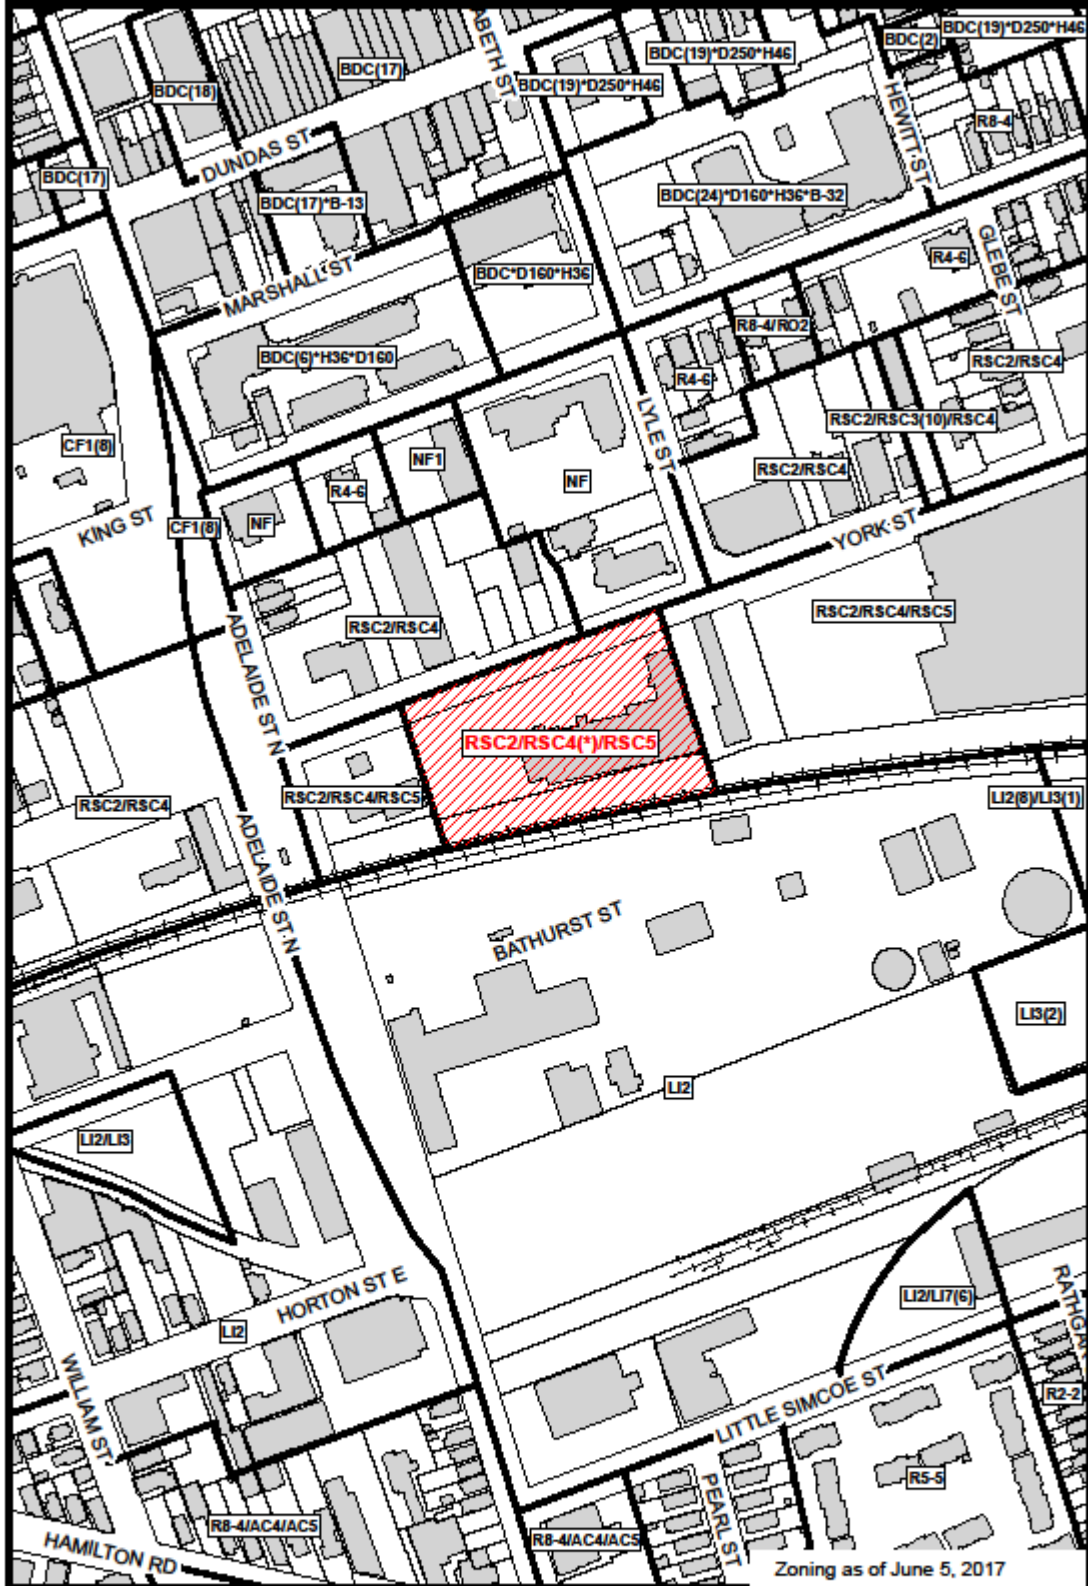 BDC(17)
BDC(18)
ABETH ST
BDC(19)*D250*H46
BDC(19)*D250*H46
BDC(2)
BDC(19)*D250*H46
R8-4
HEWITT ST
DUNDAS ST
BDC(17)
BDC(17)*B-13
BDC(24)*D160*H36*B-32
MARSHALL ST
BDC*D160*H36
R4-6
GLEBE ST
R8-4/RO2
BDC(6)*H36*D160
R4-6
RSC2/RSC4
LYLE ST
RSC2/RSC3(10)/RSC4
CF1(8)
NF1
RSC2/RSC4
R4-6
NF
KING ST
CF1(8)
NF
YORK ST
RSC2/RSC4
RSC2/RSC4/RSC5
ADELAIDE ST N
RSC2/RSC4(*)/RSC5
RSC2/RSC4
RSC2/RSC4/RSC5
LI2(8)/LI3(1)
ADELAIDE ST N
BATHURST ST
LI3(2)
LI2
LI2/LI3
HORTON ST E
LI2
LI2/LI7(6)
RATHGAR
WILLIAM ST
LITTLE SIMCOE ST
R2-2
R5-5
PEARL ST
R8-4/AC4/AC5
R8-4/AC4/AC5
HAMILTON RD
Zoning as of June 5, 2017